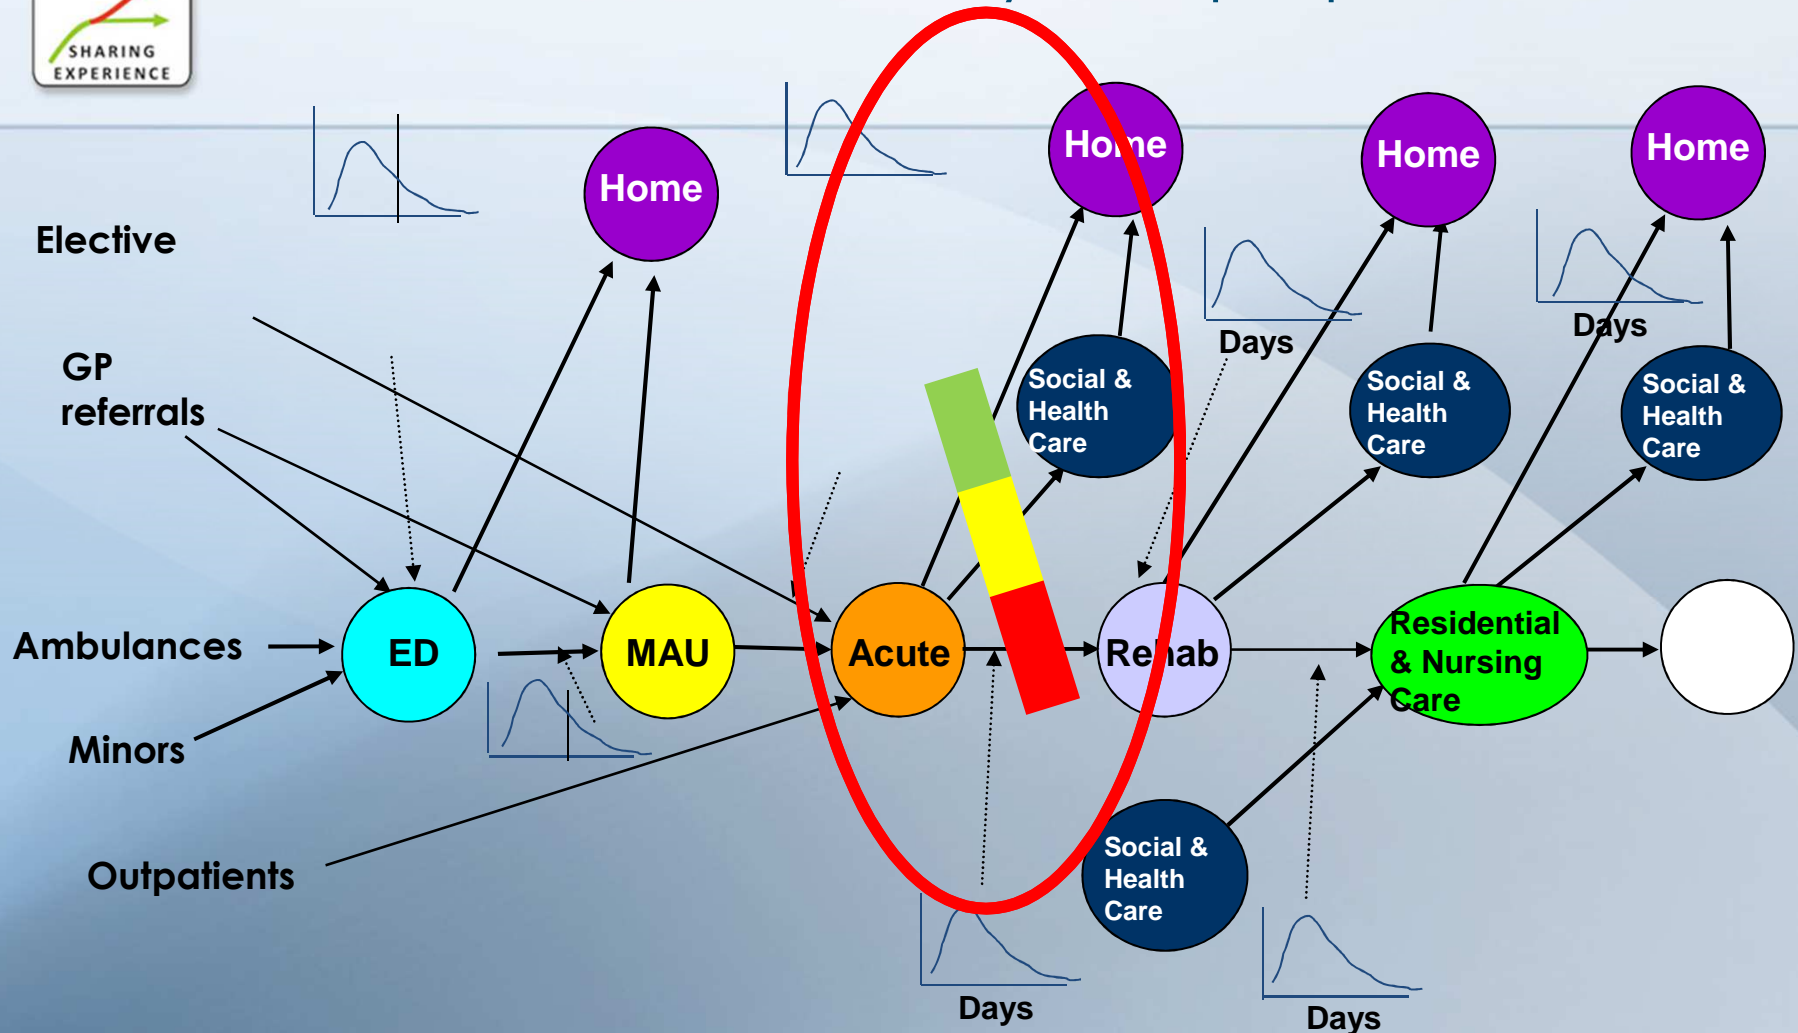 SHARING
EXPERIENCE
Home
Home
Home
Home
Elective
GP
referrals
Days
Days
Social &
Health
Care
Social &
Health
Care
Social &
Health
Care
Ambulances
ED
MAU
Acute
Rehab
Residential
& Nursing
Care
Minors
Outpatients
Social &
Health
Care
Days
Days